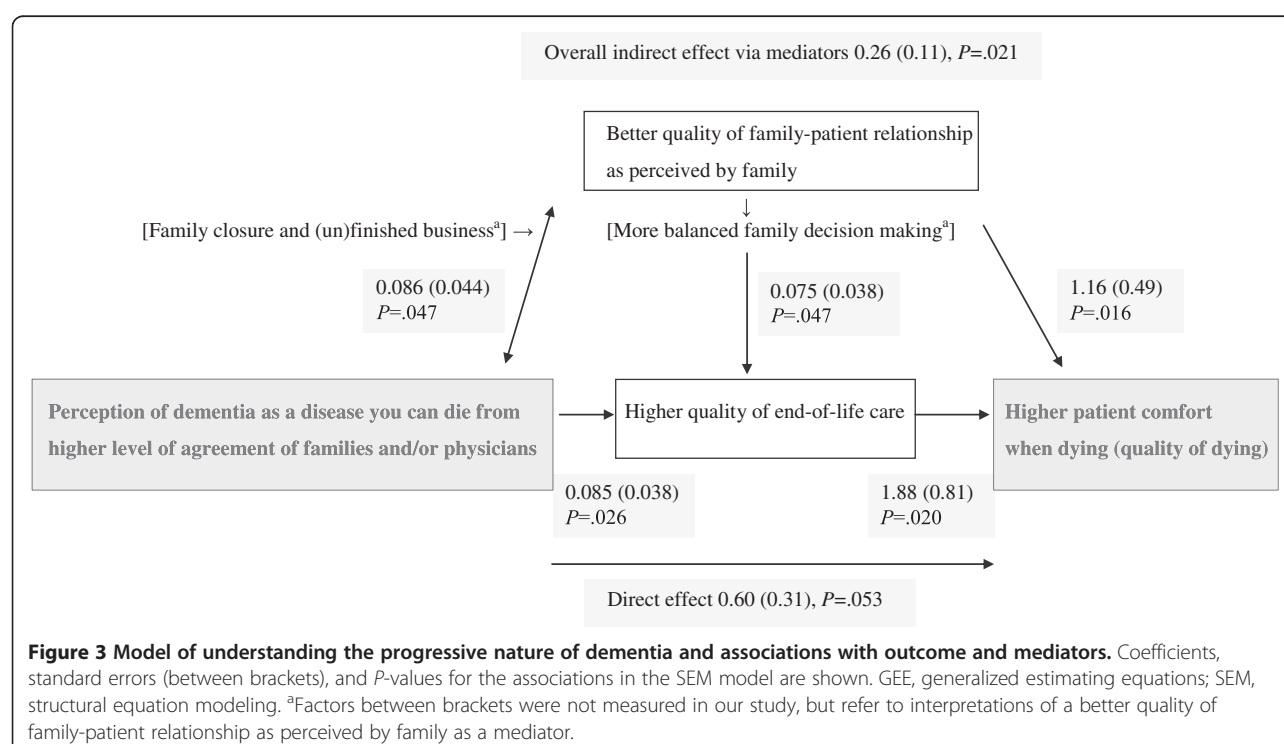 Overall indirect effect via mediators 0.26 (0.11), P=.021
Better quality of family-patient relationship
as perceived by family
↓
[Family closure and (un)finished businessᵃ] →
[More balanced family decision makingᵃ]
0.086 (0.044)
P=.047
0.075 (0.038)
P=.047
1.16 (0.49)
P=.016
Perception of dementia as a disease you can die from
higher level of agreement of families and/or physicians
Higher quality of end-of-life care
Higher patient comfort
when dying (quality of dying)
0.085 (0.038)
P=.026
1.88 (0.81)
P=.020
Direct effect 0.60 (0.31), P=.053
Figure 3 Model of understanding the progressive nature of dementia and associations with outcome and mediators. Coefficients,
standard errors (between brackets), and P-values for the associations in the SEM model are shown. GEE, generalized estimating equations; SEM,
structural equation modeling. ᵃFactors between brackets were not measured in our study, but refer to interpretations of a better quality of
family-patient relationship as perceived by family as a mediator.